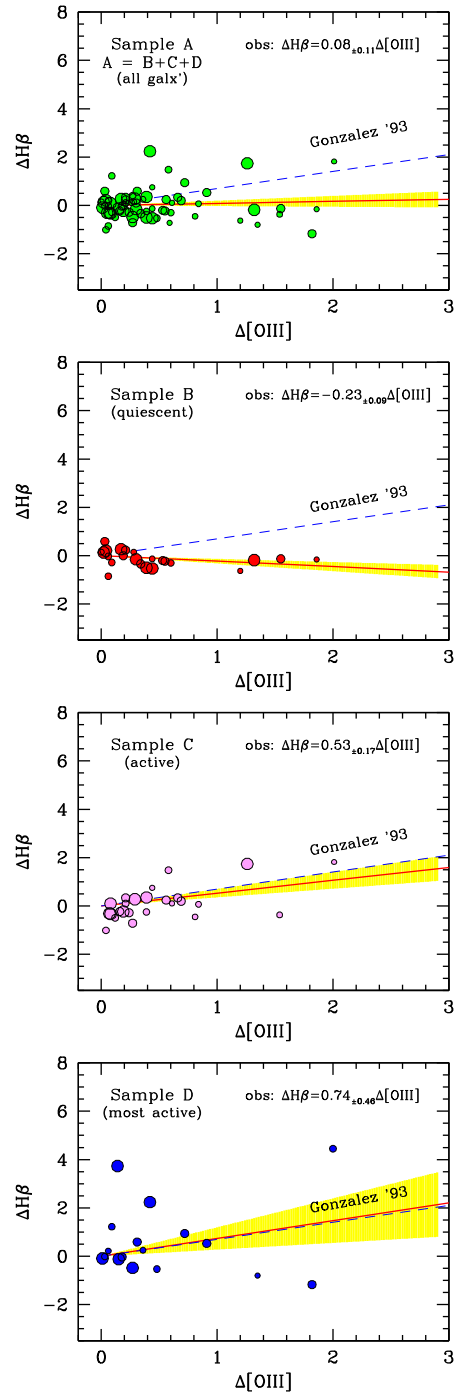 Sample A
obs: ΔHβ=0.08±0.11Δ[OIII]
A = B+C+D
(all galx')
Gonzalez '93
8
6
4
2
0
−2
ΔHβ
0 1 2 3
Δ[OIII]
Sample B
obs: ΔHβ=−0.23±0.09Δ[OIII]
(quiescent)
Gonzalez '93
8
6
4
2
0
−2
ΔHβ
0 1 2 3
Δ[OIII]
Sample C
obs: ΔHβ=0.53±0.17Δ[OIII]
(active)
Gonzalez '93
8
6
4
2
0
−2
ΔHβ
0 1 2 3
Δ[OIII]
Sample D
obs: ΔHβ=0.74±0.46Δ[OIII]
(most active)
Gonzalez '93
8
6
4
2
0
−2
ΔHβ
0 1 2 3
Δ[OIII]